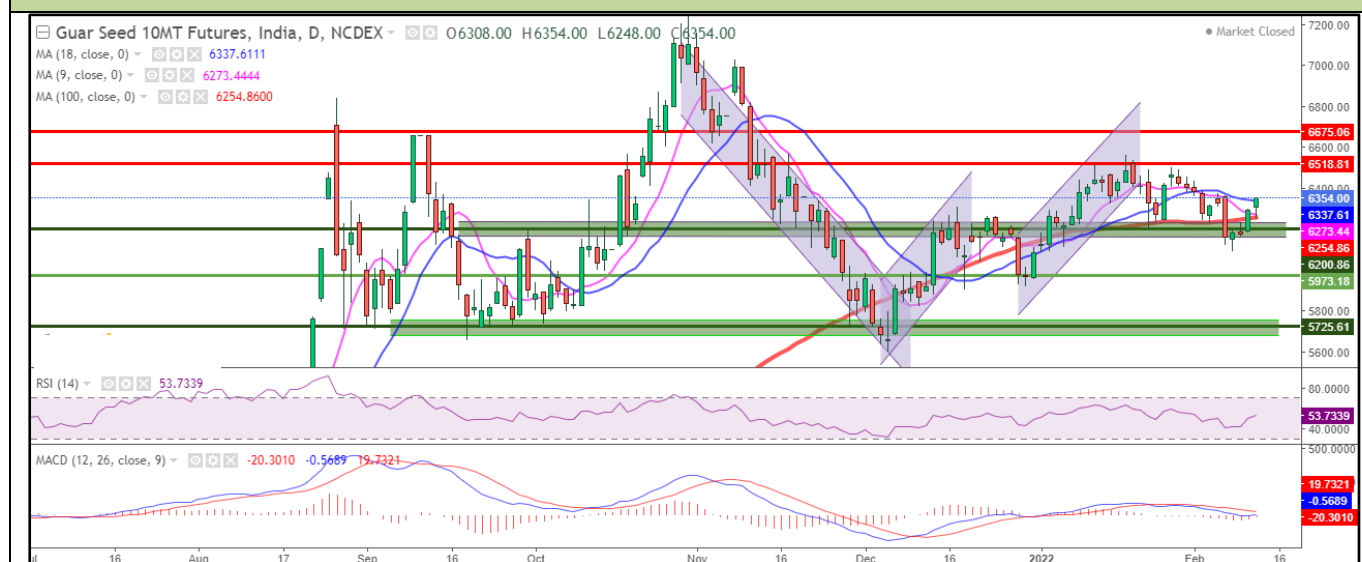 Guar Seed 10MT Futures, India, D, NCDEX O6308.00 H6354.00 L6248.00 C6354.00
Market Closed
MA (18, close, 0) 6337.6111
MA (9, close, 0) 6273.4444
MA (100, close, 0) 6254.8600
7200.00
7000.00
6800.00
6675.06
6600.00
6518.81
6400.00
6354.00
6337.61
6273.44
6254.86
6200.86
5973.18
5800.00
5725.61
5600.00
RSI (14) 53.7339
80.0000
53.7339
40.0000
MACD (12, 26, close, 9) -20.3010 -0.5689 19.7321
500.0000
19.7321
-0.5689
-20.3010
16 Aug 17 Sep 16 Oct Nov 16 Dec 16 2022 Feb 16